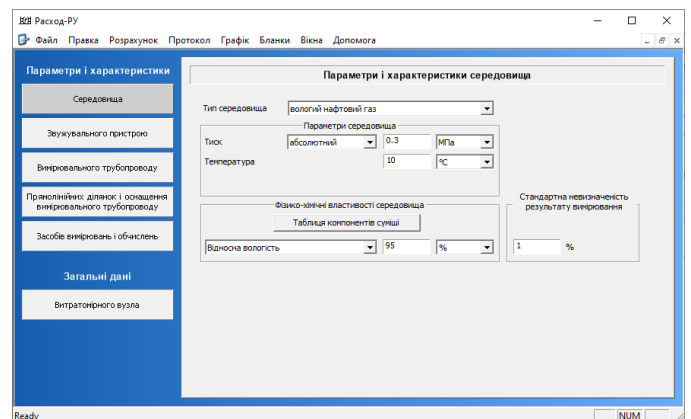 Расход-РУ
Файл Правка Розрахунок Протокол Графік Бланки Вікна Допомога
Параметри і характеристики
Середовища
Звужувального пристрою
Вимірювального трубопроводу
Прямолінійних ділянок і оснащення
вимірювального трубопроводу
Засобів вимірювань і обчислень
Загальні дані
Витратомірного вузла
Параметри і характеристики середовища
Тип середовища вологий нафтовий газ
Параметри середовища
Тиск абсолютний 0.3 МПа
Температура 10 °C
Фізико-хімічні властивості середовища
Таблиця компонентів суміші
Відносна вологість 95 %
Стандартна невизначеність
результату вимірювання
1 %
Ready NUM